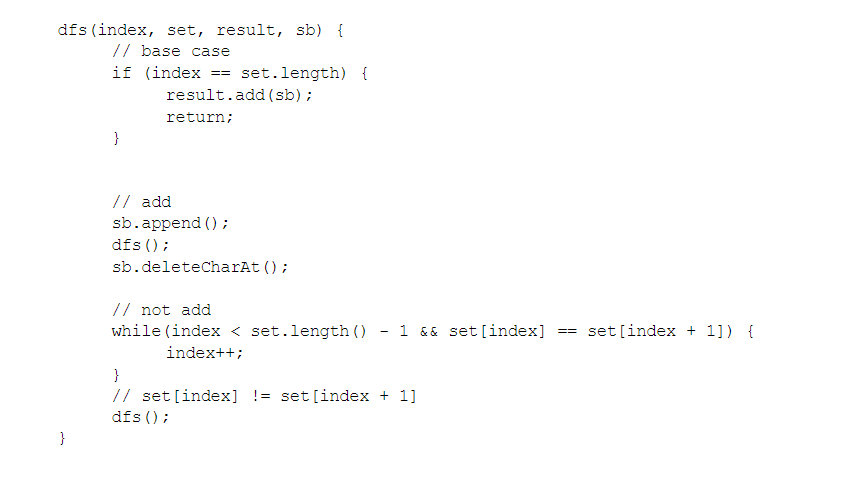 dfs(index, set, result, sb) {
// base case
if (index == set.length) {
result.add(sb);
return;
}
// add
sb.append();
dfs();
sb.deleteCharAt();
// not add
while(index < set.length() - 1 && set[index] == set[index + 1]) {
index++;
}
// set[index] != set[index + 1]
dfs();
}